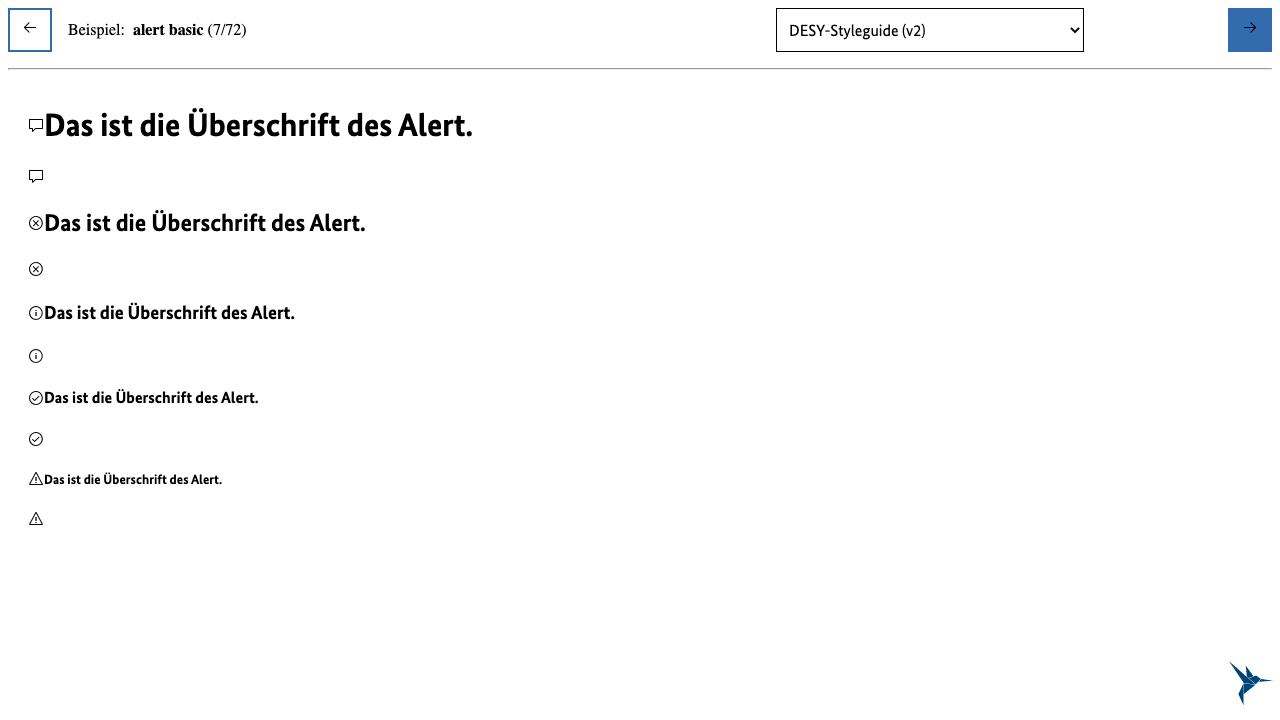 Beispiel: alert basic (7/72)
DESY-Styleguide (v2)
Das ist die Überschrift des Alert.
Das ist die Überschrift des Alert.
Das ist die Überschrift des Alert.
Das ist die Überschrift des Alert.
Das ist die Überschrift des Alert.